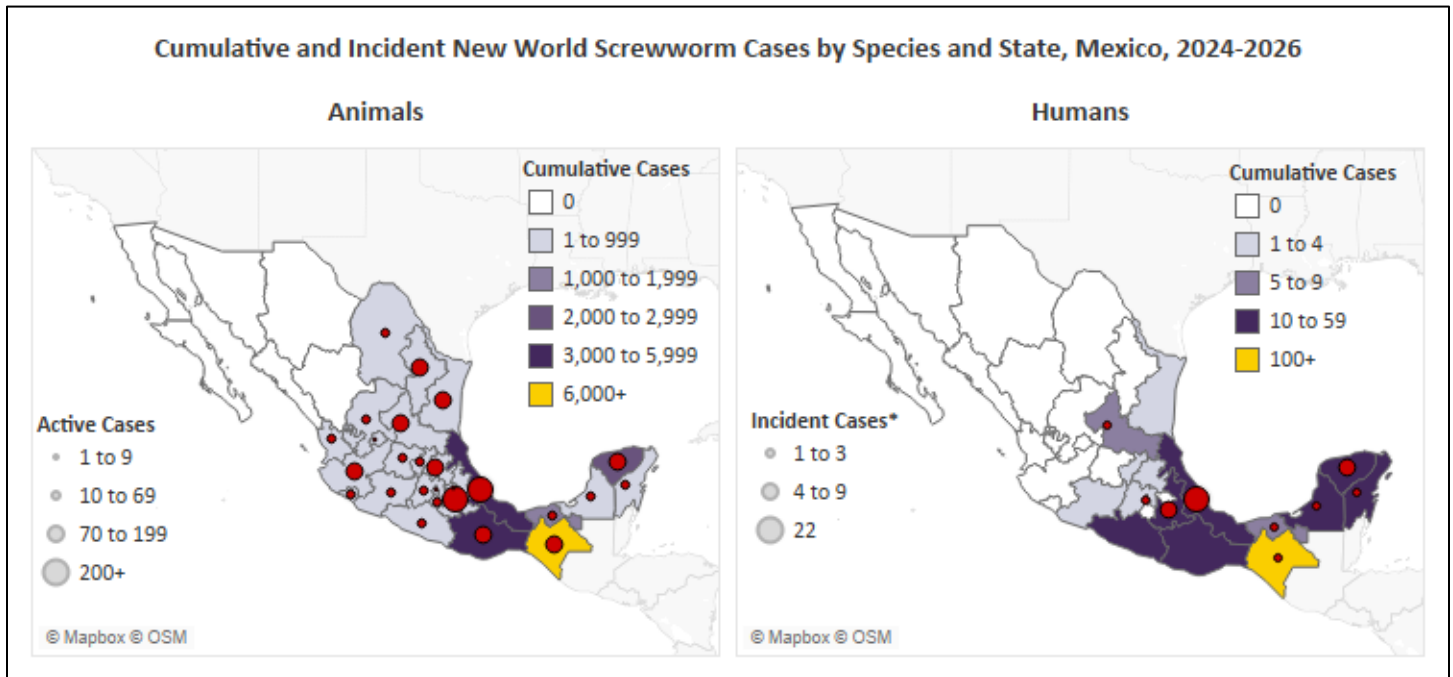 Cumulative and Incident New World Screwworm Cases by Species and State, Mexico, 2024-2026
Animals
Cumulative Cases
0
1 to 999
1,000 to 1,999
2,000 to 2,999
3,000 to 5,999
6,000+
Active Cases
1 to 9
10 to 69
70 to 199
200+
© Mapbox © OSM
Humans
Cumulative Cases
0
1 to 4
5 to 9
10 to 59
100+
Incident Cases*
1 to 3
4 to 9
22
© Mapbox © OSM